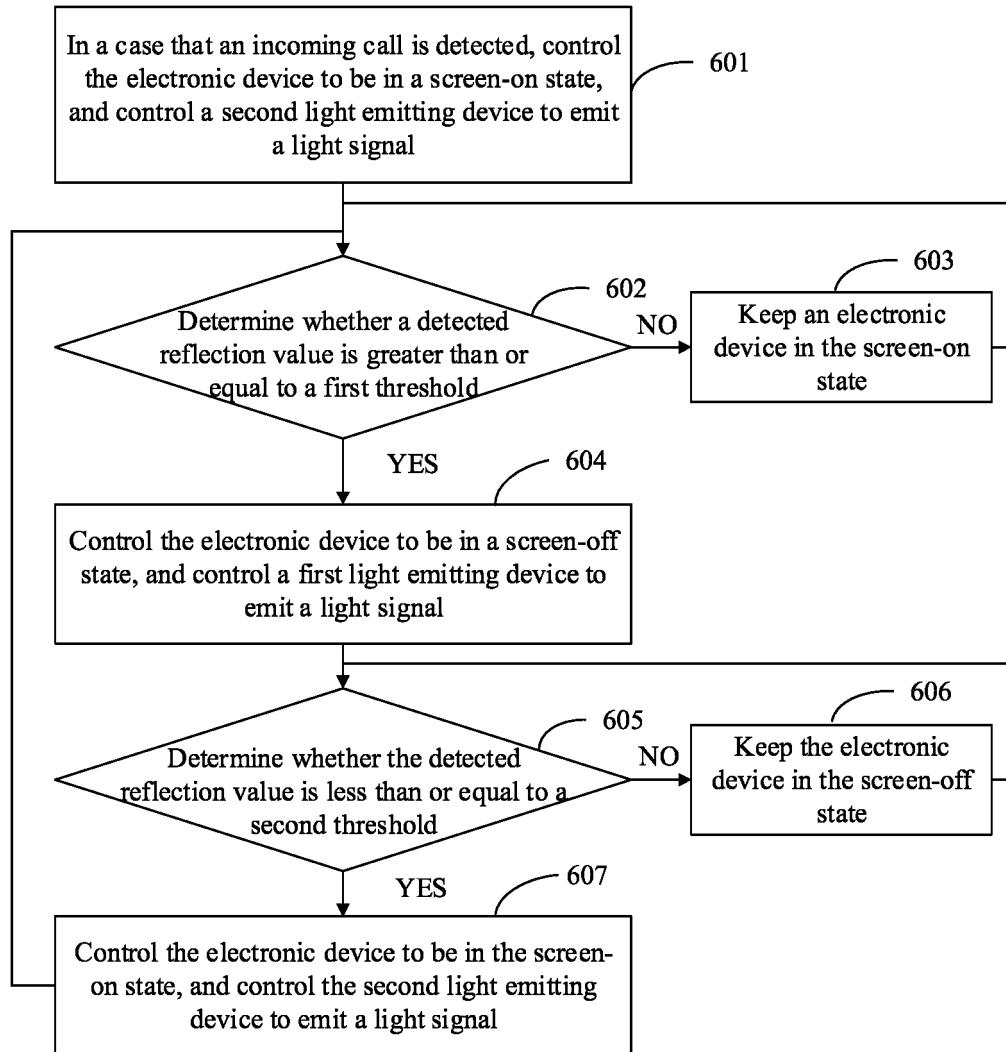 In a case that an incoming call is detected, control
the electronic device to be in a screen-on state,
and control a second light emitting device to emit
a light signal
601
602
Determine whether a detected
reflection value is greater than or
equal to a first threshold
NO
603
Keep an electronic
device in the screen-on
state
YES
604
Control the electronic device to be in a screen-off
state, and control a first light emitting device to
emit a light signal
605
Determine whether the detected
reflection value is less than or equal to a
second threshold
NO
606
Keep the electronic
device in the screen-off
state
YES
607
Control the electronic device to be in the screen-
on state, and control the second light emitting
device to emit a light signal